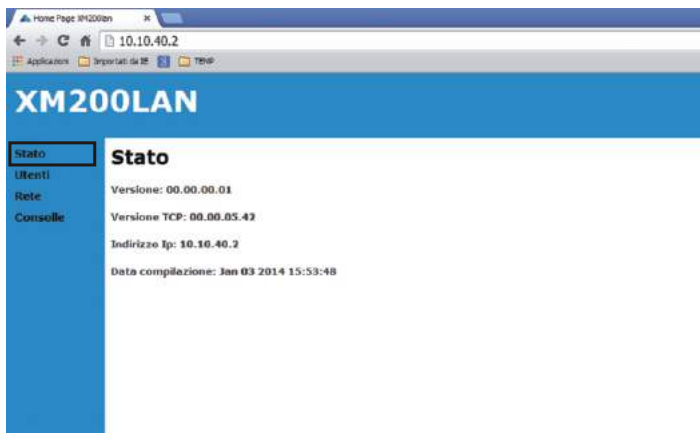 Home Page XM200lan
10.10.40.2
Applicazioni Importati da IE TEMP
XM200LAN
Stato
Utenti
Rete
Consolle
Stato
Versione: 00.00.00.01
Versione TCP: 00.00.05.42
Indirizzo Ip: 10.10.40.2
Data compilazione: Jan 03 2014 15:53:48